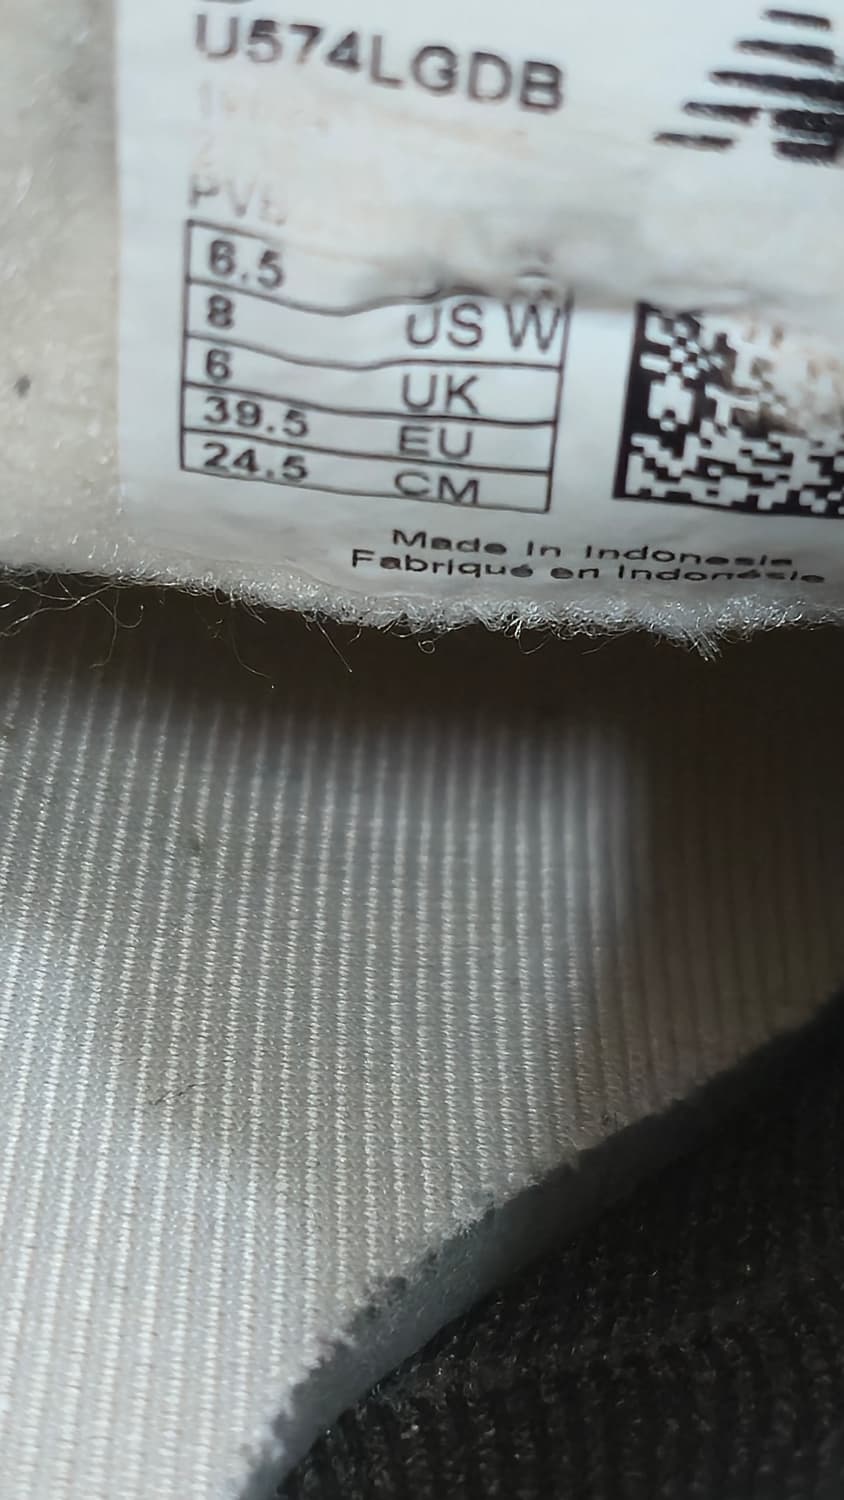 U574LGDB
6.5
8 US W
6 UK
39.5 EU
24.5 CM
Made in Indonesia
Fabriqué en Indonésie